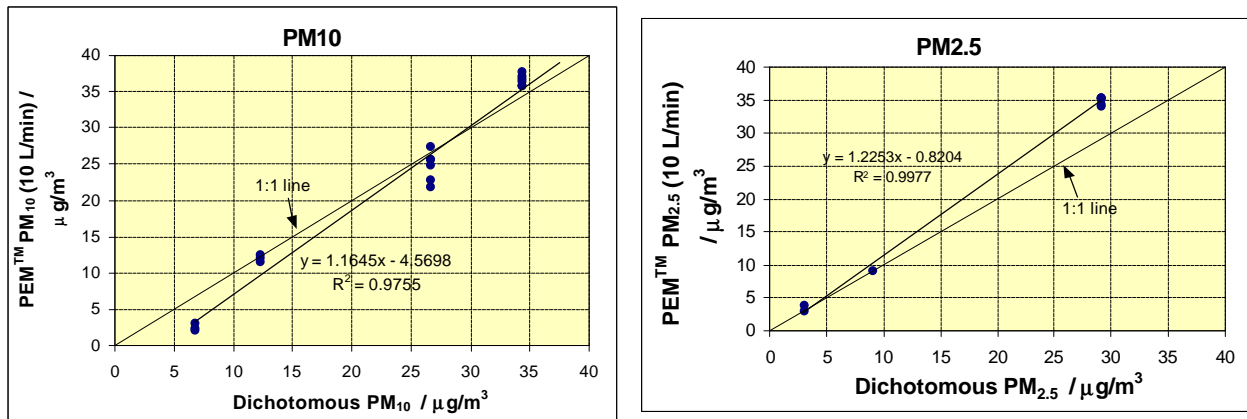 PM10
PEM™ PM10 (10 L/min) /
μg/m³
40
35
30
25
20
15
10
5
0
1:1 line
y = 1.1645x - 4.5698
R² = 0.9755
0 5 10 15 20 25 30 35 40
Dichotomous PM10 / μg/m³
PM2.5
PEM™ PM2.5 (10 L/min)
/ μg/m³
40
35
30
25
20
15
10
5
0
y = 1.2253x - 0.8204
R² = 0.9977
1:1 line
0 5 10 15 20 25 30 35 40
Dichotomous PM2.5 / μg/m³